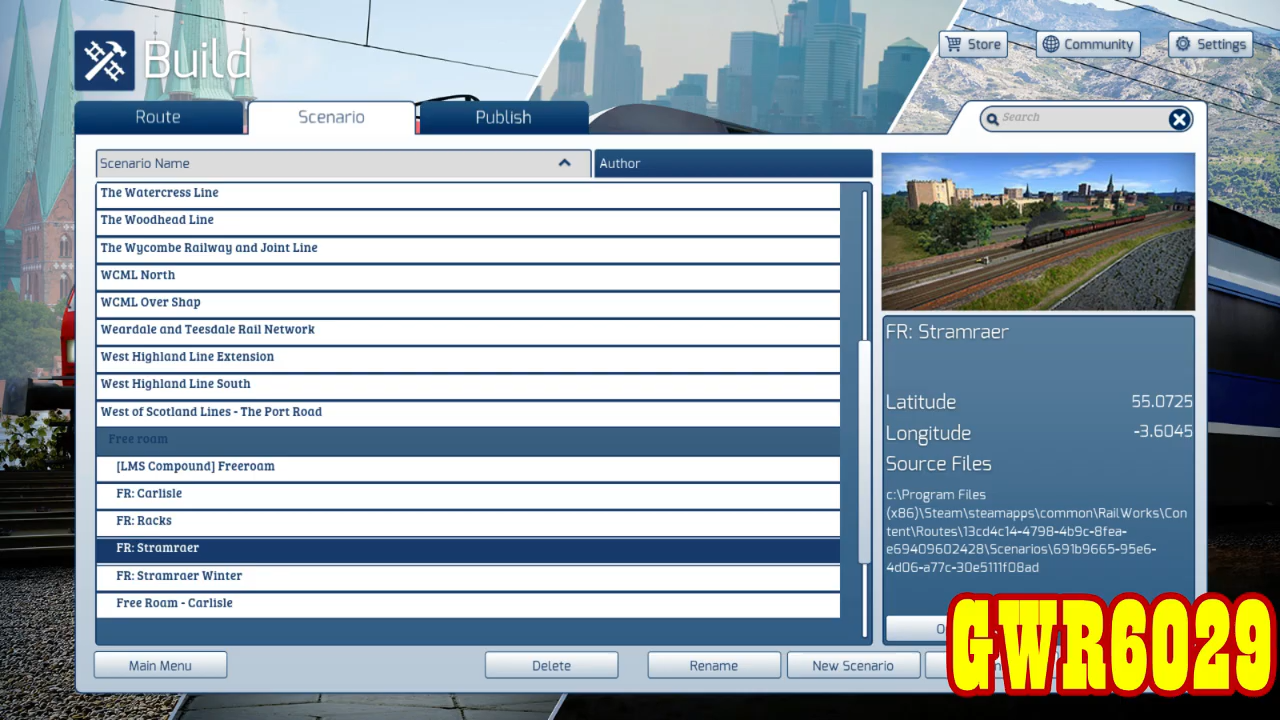 Build
Store
Community
Settings
Route
Scenario
Publish
Search
Scenario Name
Author
The Watercress Line
The Woodhead Line
The Wycombe Railway and Joint Line
WCML North
WCML Over Shap
Weardale and Teesdale Rail Network
West Highland Line Extension
West Highland Line South
West of Scotland Lines - The Port Road
Free roam
[LMS Compound] Freeroam
FR: Carlisle
FR: Racks
FR: Stramraer
FR: Stramraer Winter
Free Roam - Carlisle
FR: Stramraer
Latitude 55.0725
Longitude -3.6045
Source Files
c:\Program Files
(x86)\Steam\steamapps\common\RailWorks\Con
tent\Routes\13cd4c14-4798-4b9c-8fea-
e69409602428\Scenarios\691b9665-95e6-
4d06-a77c-30e5111f08ad
Main Menu
Delete
Rename
New Scenario
GWR6029